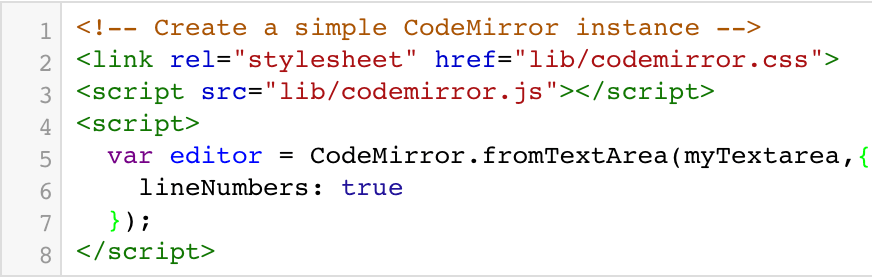 1 <!-- Create a simple CodeMirror instance -->
2 <link rel="stylesheet" href="lib/codemirror.css">
3 <script src="lib/codemirror.js"></script>
4 <script>
5   var editor = CodeMirror.fromTextArea(myTextarea,{
6     lineNumbers: true
7   });
8 </script>